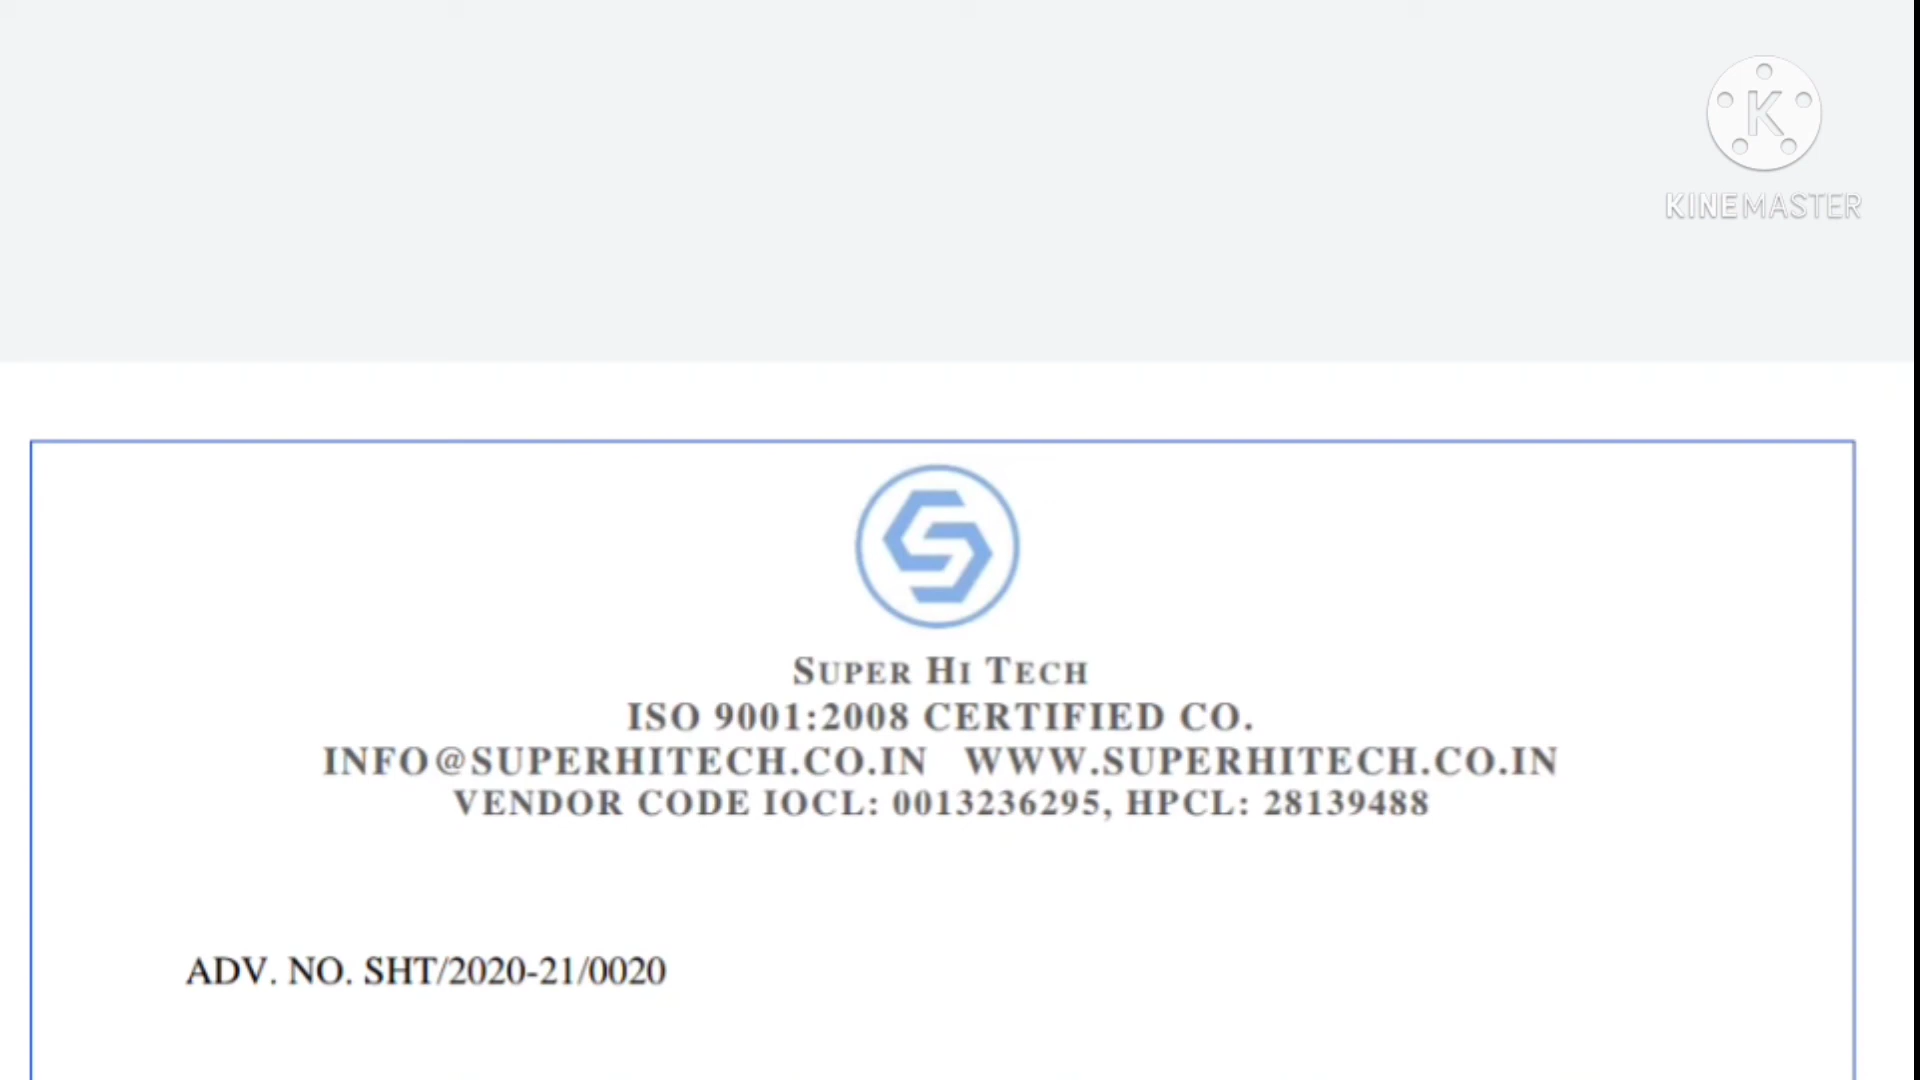 K
KINEMASTER
SUPER HI TECH
ISO 9001:2008 CERTIFIED CO.
INFO@SUPERHITECH.CO.IN WWW.SUPERHITECH.CO.IN
VENDOR CODE IOCL: 0013236295, HPCL: 28139488
ADV. NO. SHT/2020-21/0020